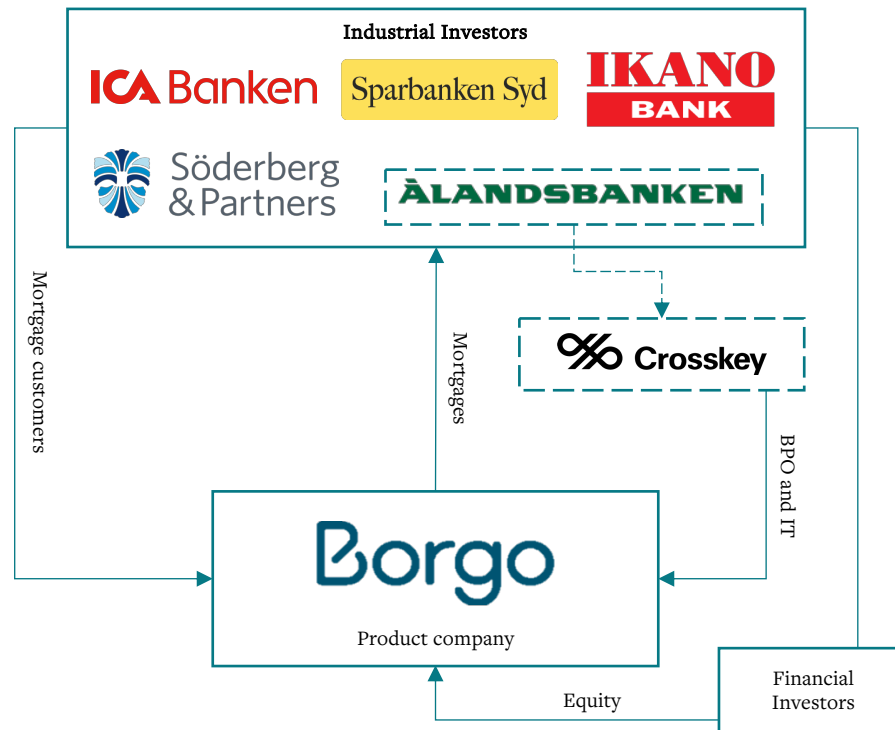 Industrial Investors
ICA Banken
Sparbanken Syd
IKANO
BANK
Söderberg
& Partners
ÅLANDSBANKEN
Crosskey
Mortgage customers
Mortgages
BPO and IT
Borgo
Product company
Equity
Financial
Investors